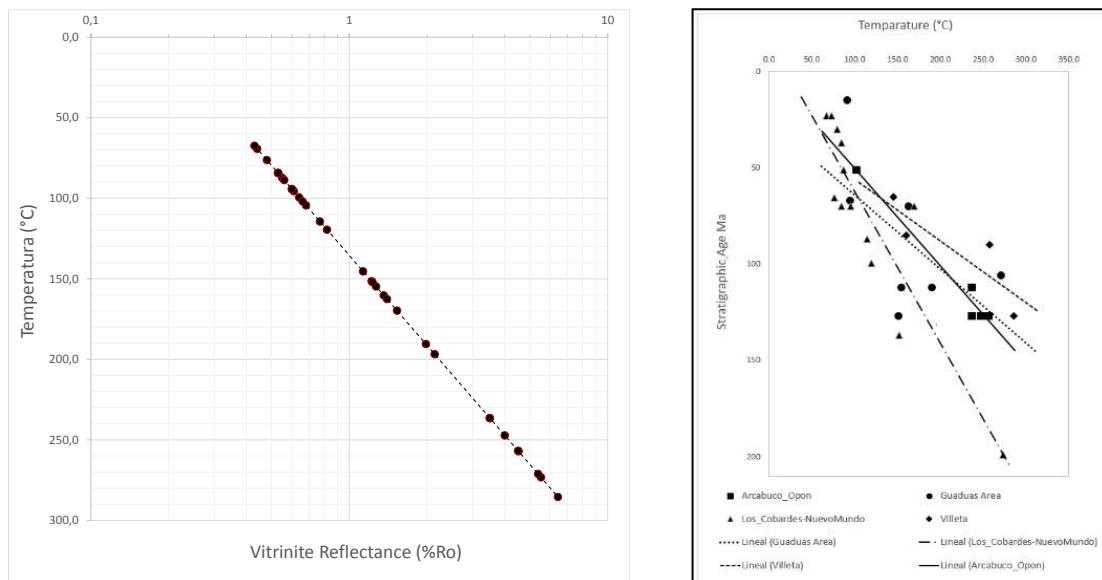 0,1 1 10
0,0
50,0
100,0
150,0
200,0
250,0
300,0
Temperatura (°C)
Vitrinite Reflectance (%Ro)
Temparature (°C)
0.0 50.0 100.0 150.0 200.0 250.0 300.0 350.0
0
50
100
150
200
Stratigraphic_Age Ma
Arcabuco_Opon Guaduas Area
Los_Cobardes-NuevoMundo Villeta
Lineal (Guaduas Area) Lineal (Los_Cobardes-NuevoMundo)
Lineal (Villeta) Lineal (Arcabuco_Opon)